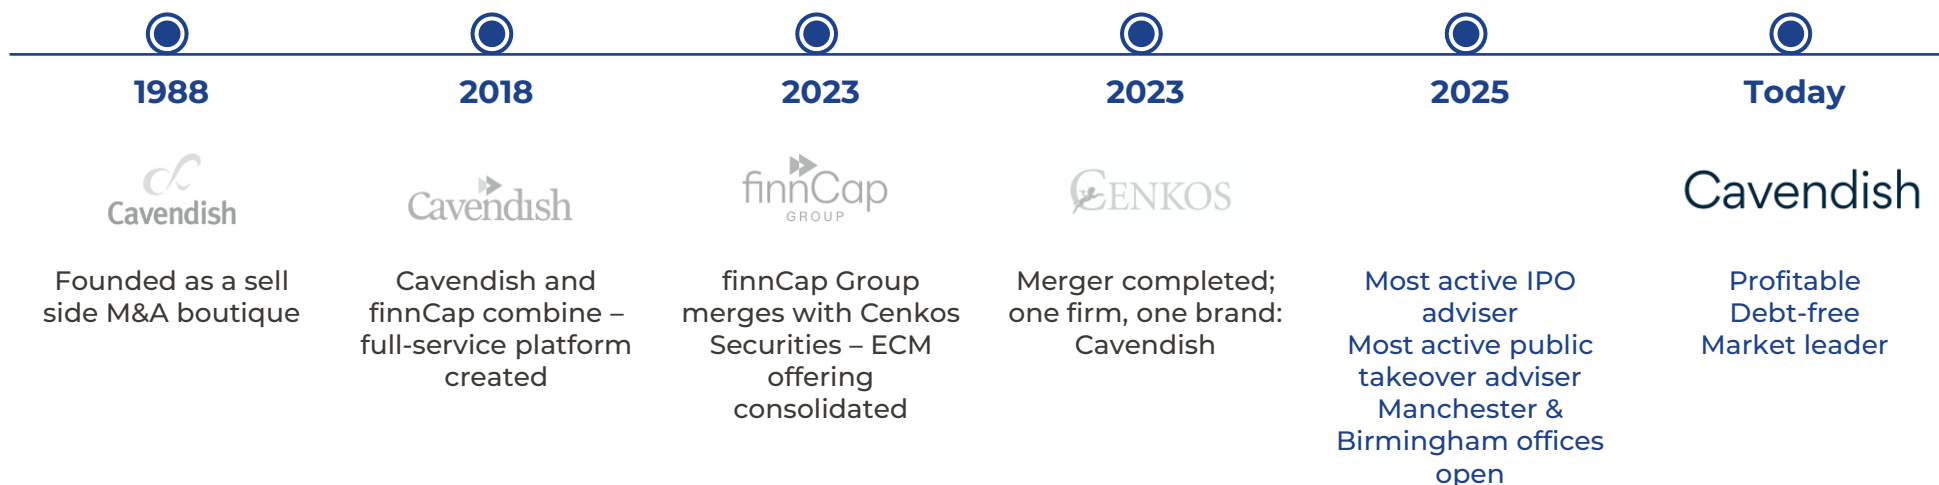 1988
Cavendish
Founded as a sell
side M&A boutique
2018
Cavendish
Cavendish and
finnCap combine –
full-service platform
created
2023
finnCap
GROUP
finnCap Group
merges with Cenkos
Securities – ECM
offering
consolidated
2023
CENKOS
Merger completed;
one firm, one brand:
Cavendish
2025
Most active IPO
adviser
Most active public
takeover adviser
Manchester &
Birmingham offices
open
Today
Cavendish
Profitable
Debt-free
Market leader